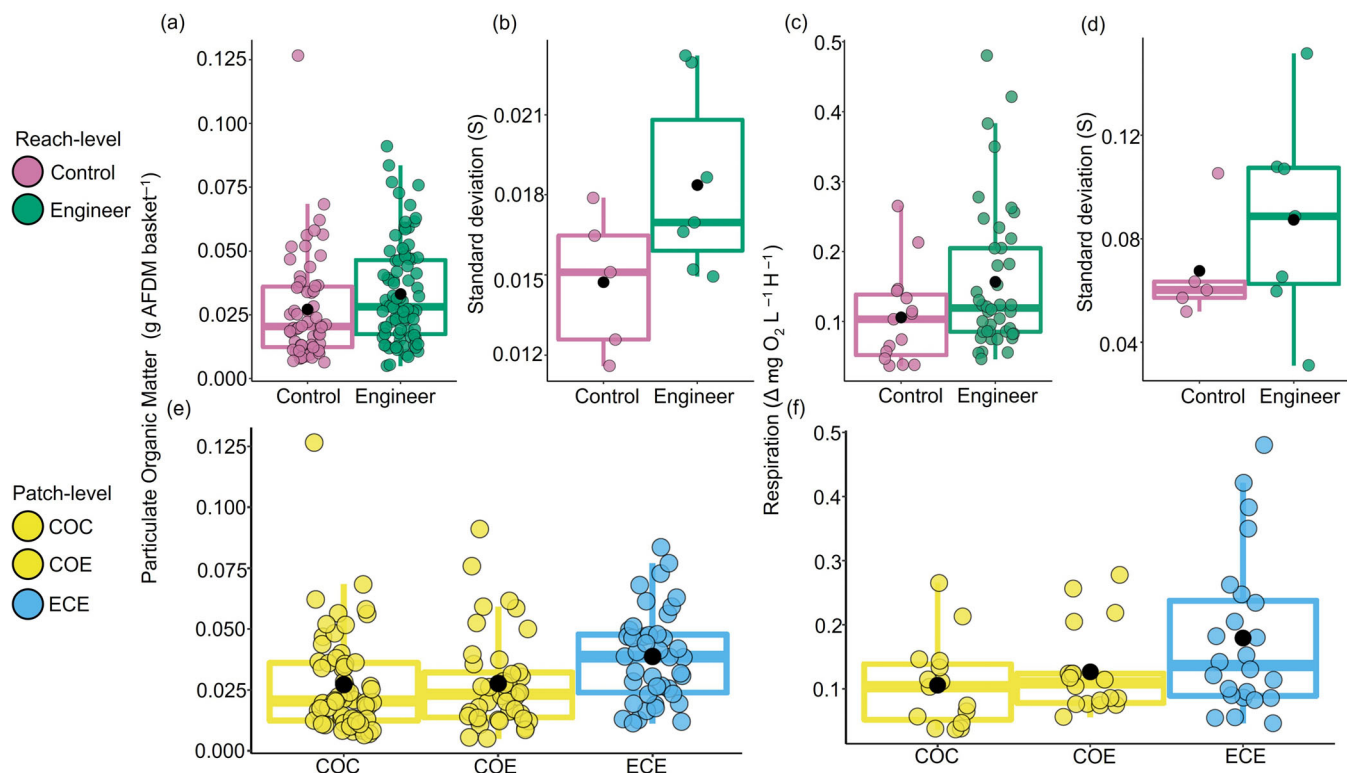 (a)
(b)
(c)
(d)
Reach-level
Control
Engineer
Patch-level
COC
COE
ECE
Particulate Organic Matter (g AFDM basket⁻¹)
0.125
0.100
0.075
0.050
0.025
0.000
Control Engineer
Standard deviation (S)
0.021
0.018
0.015
0.012
Control Engineer
Respiration (Δ mg O₂ L⁻¹ H⁻¹)
0.5
0.4
0.3
0.2
0.1
Control Engineer
Standard deviation (S)
0.12
0.08
0.04
Control Engineer
(e)
0.125
0.100
0.075
0.050
0.025
0.000
COC COE ECE
(f)
0.5
0.4
0.3
0.2
0.1
COC COE ECE